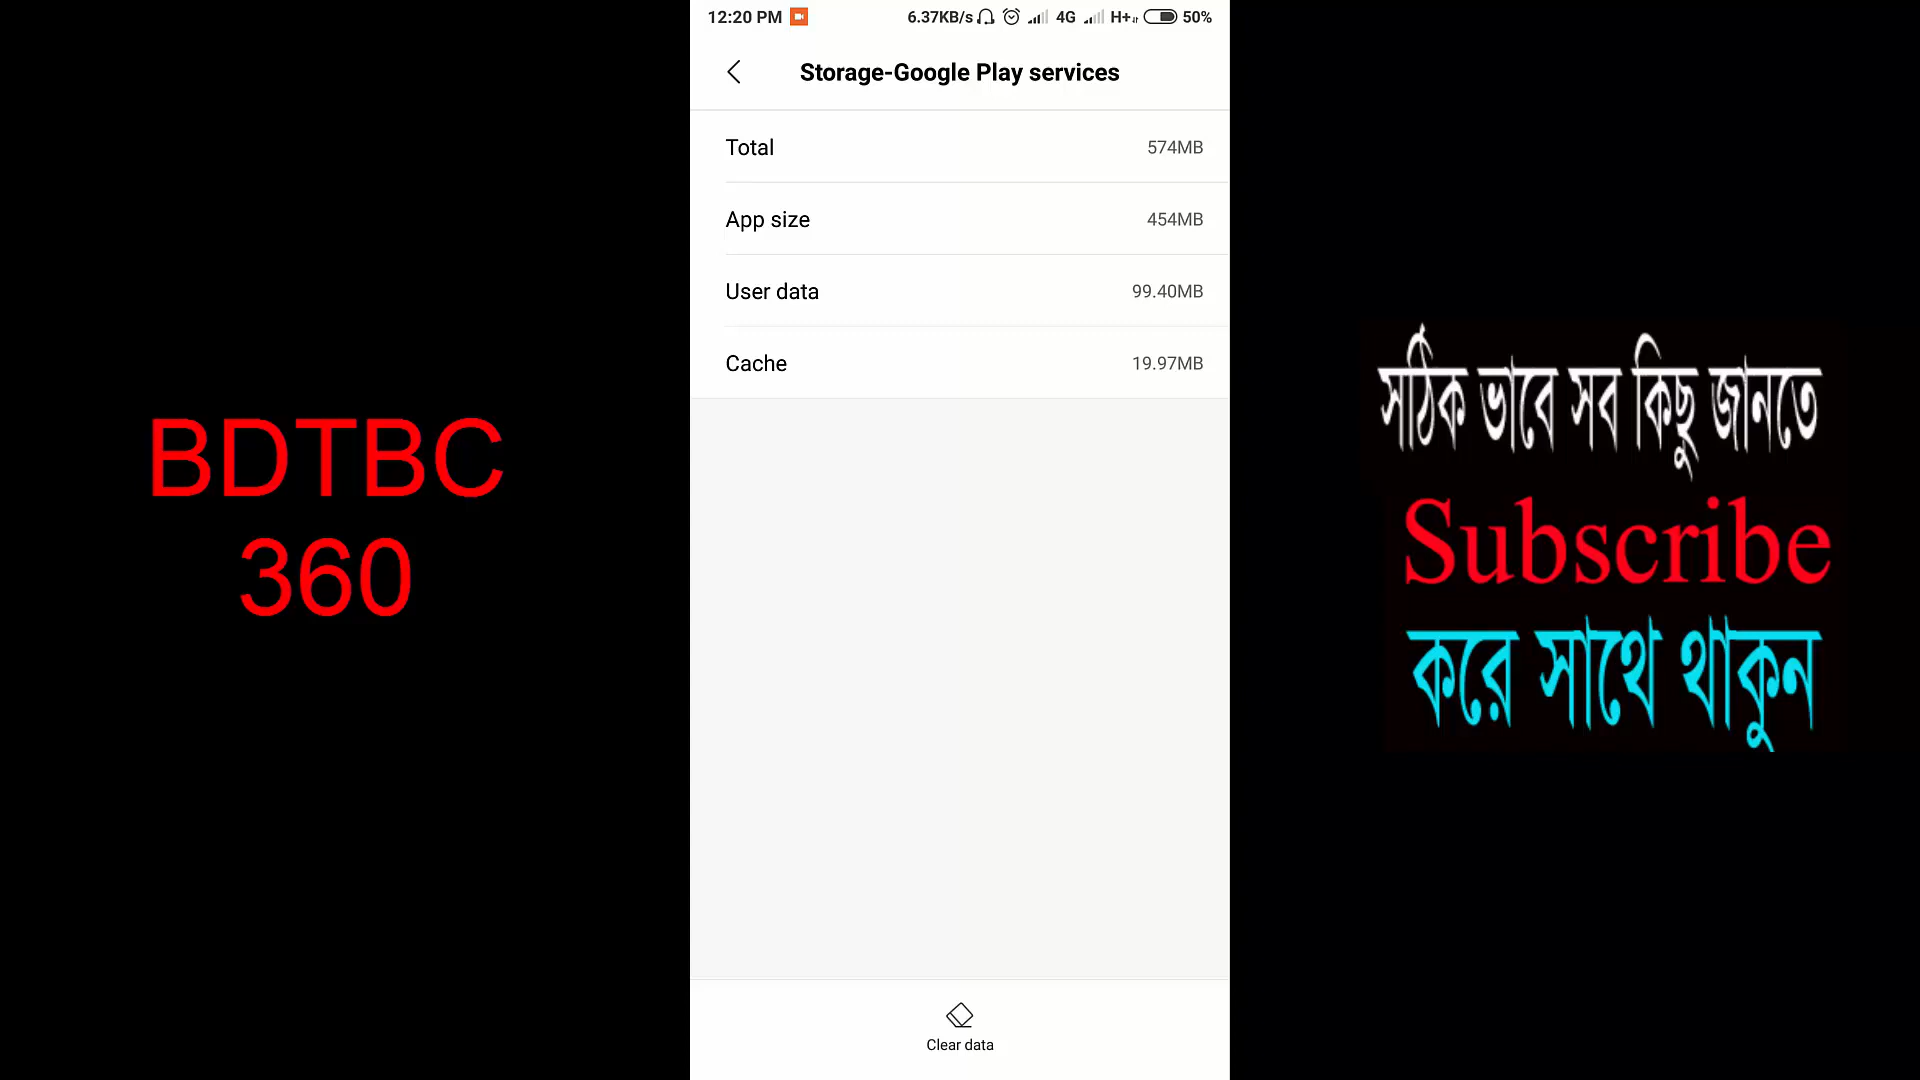 12:20 PM 6.37KB/s 4G H+ 50%
Storage-Google Play services
Total 574MB
App size 454MB
User data 99.40MB
Cache 19.97MB
Clear data
BDTBC
360
সঠিক ভাবে সব কিছু জানতে
Subscribe
করে সাথে থাকুন